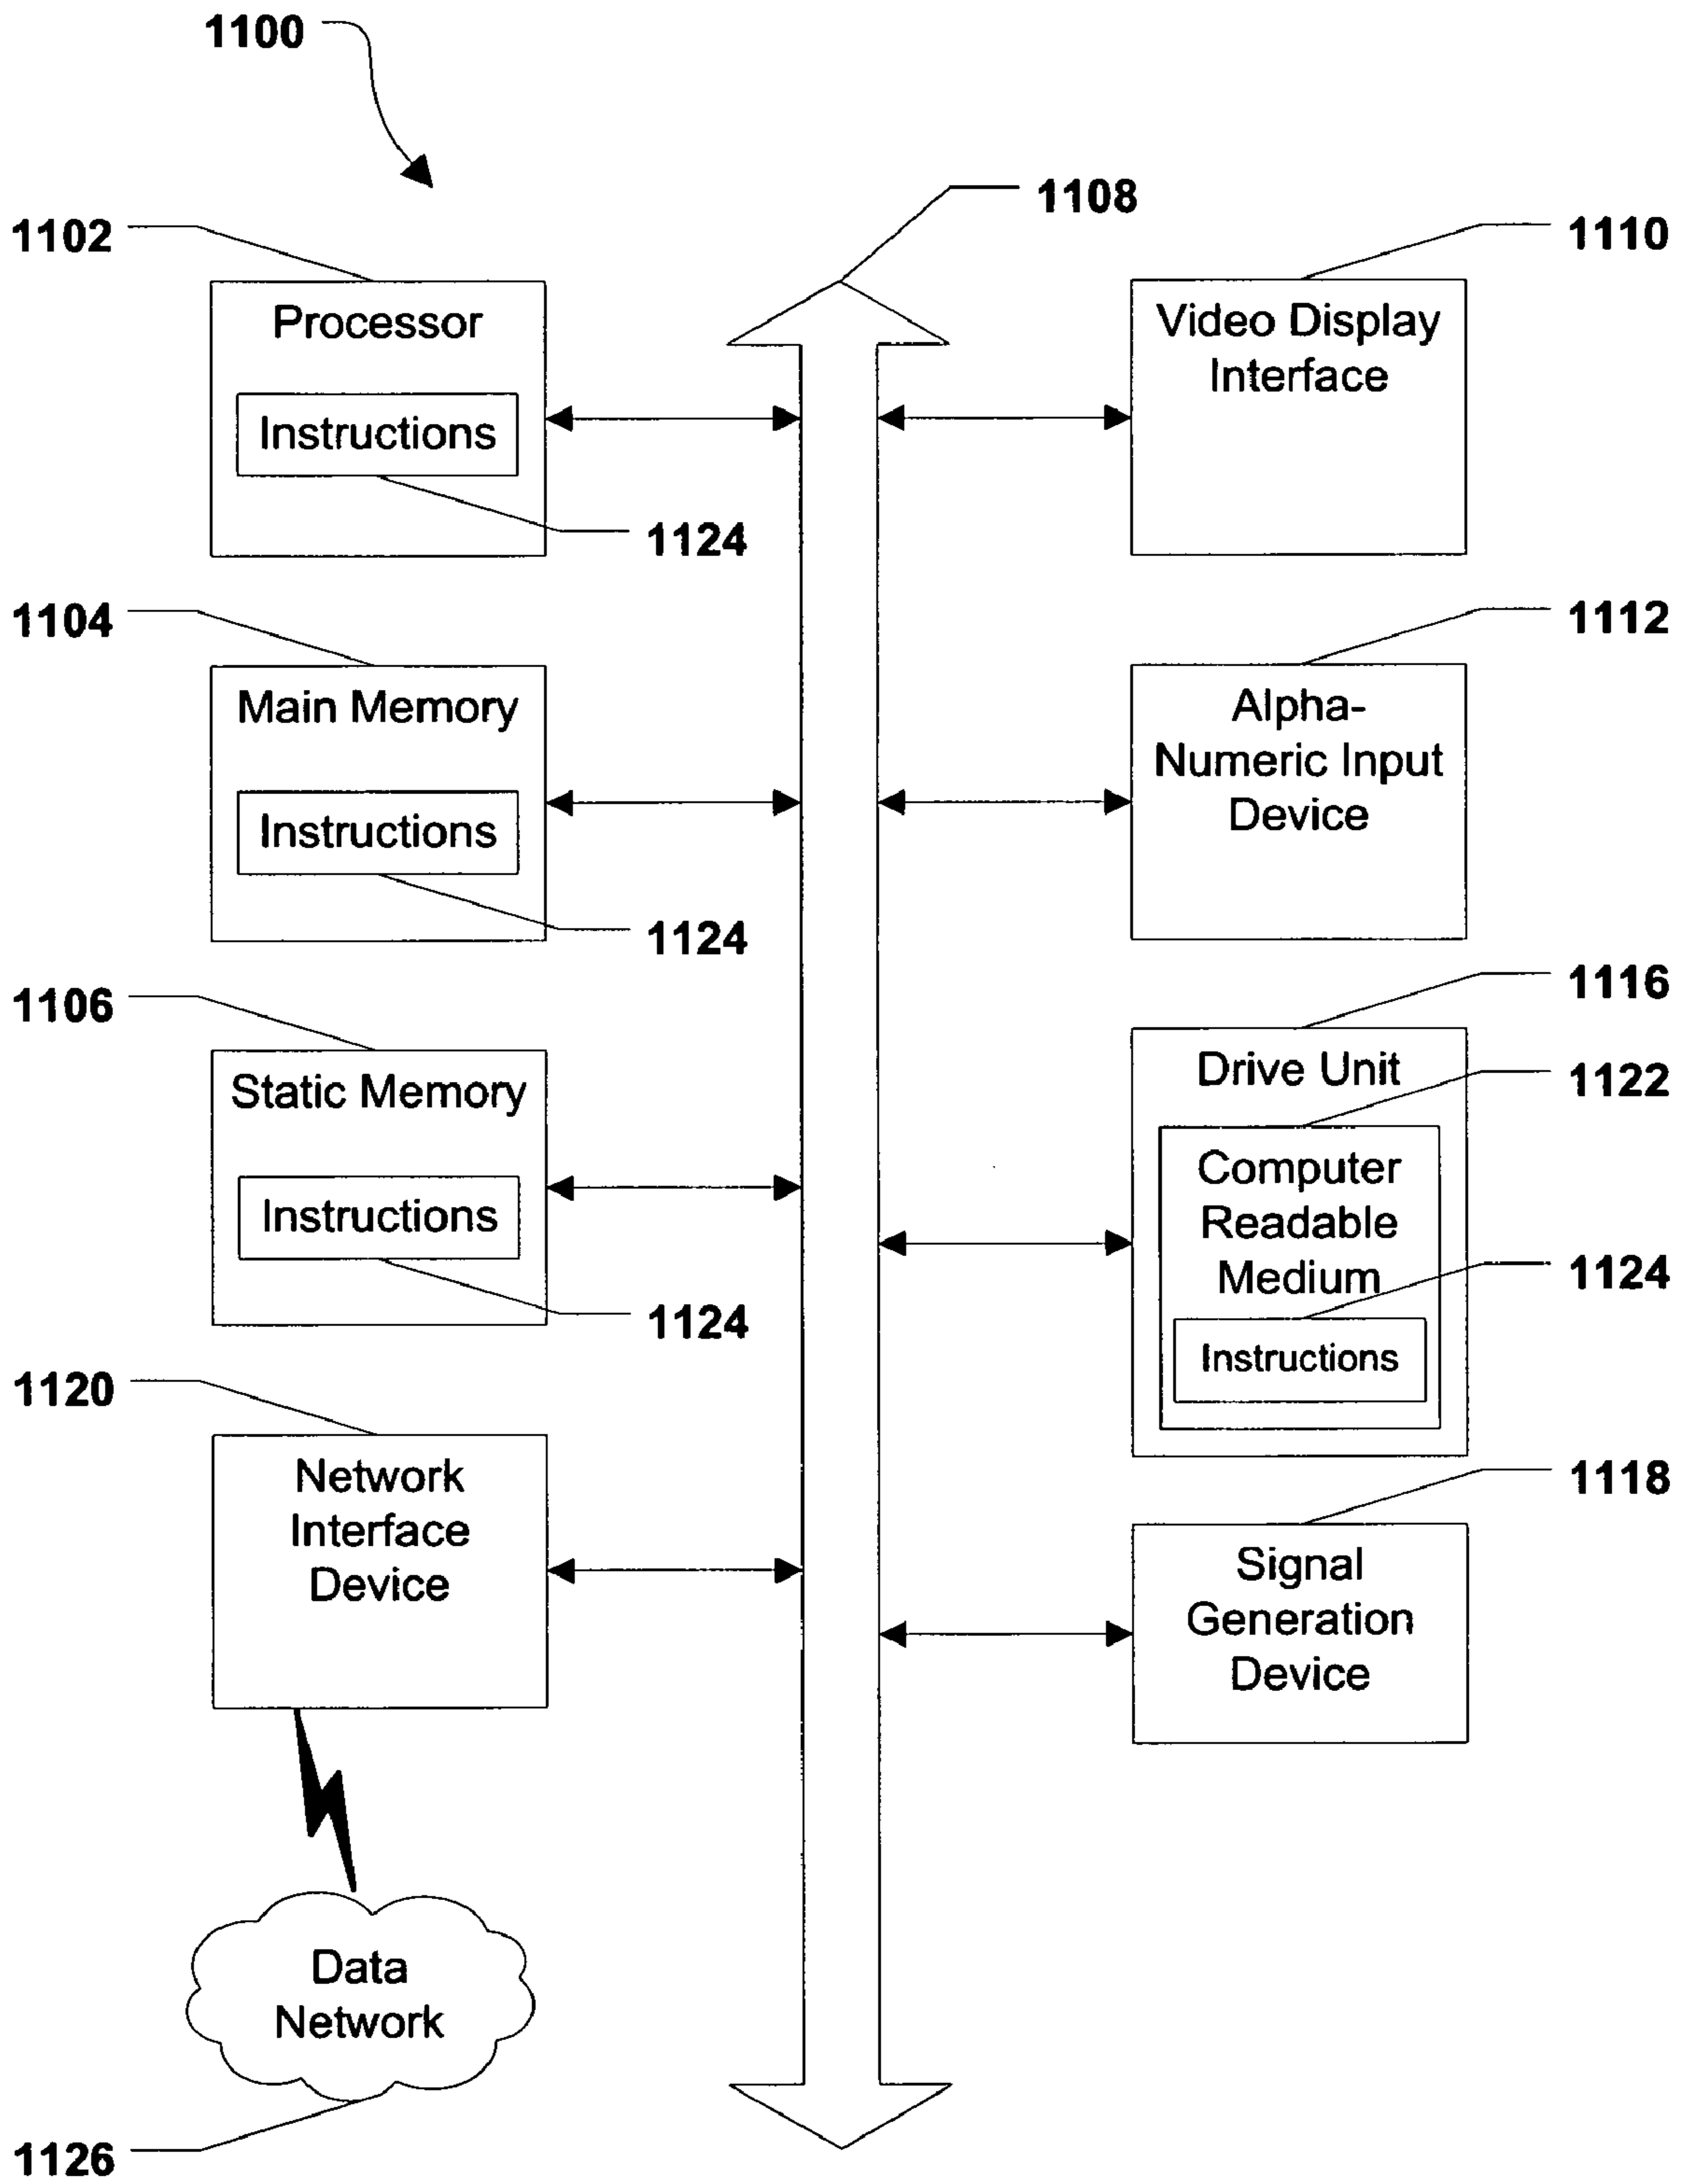 1100
1108
1102
Processor
Instructions
1124
1104
Main Memory
Instructions
1124
1106
Static Memory
Instructions
1124
1120
Network
Interface
Device
Data
Network
1126
1110
Video Display
Interface
1112
Alpha-
Numeric Input
Device
1116
Drive Unit
1122
Computer
Readable
Medium
1124
Instructions
1118
Signal
Generation
Device